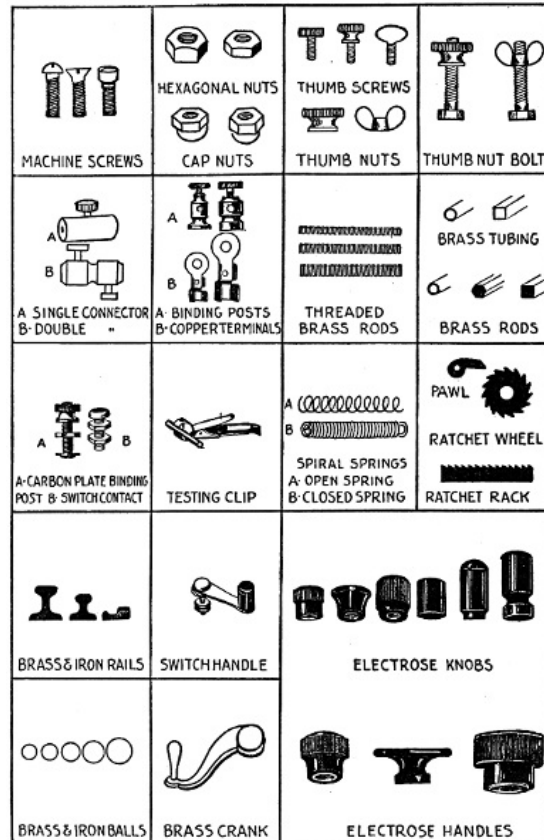 HEXAGONAL NUTS
THUMB SCREWS
MACHINE SCREWS
CAP NUTS
THUMB NUTS
THUMB NUT BOLT
A
B
A SINGLE CONNECTOR
B- DOUBLE "
A
B
A- BINDING POSTS
B- COPPER TERMINALS
THREADED
BRASS RODS
BRASS TUBING
BRASS RODS
A
B
A- CARBON PLATE BINDING
POST B- SWITCH CONTACT
TESTING CLIP
A
B
SPIRAL SPRINGS
A- OPEN SPRING
B- CLOSED SPRING
PAWL
RATCHET WHEEL
RATCHET RACK
BRASS & IRON RAILS
SWITCH HANDLE
ELECTROSE KNOBS
BRASS & IRON BALLS
BRASS CRANK
ELECTROSE HANDLES